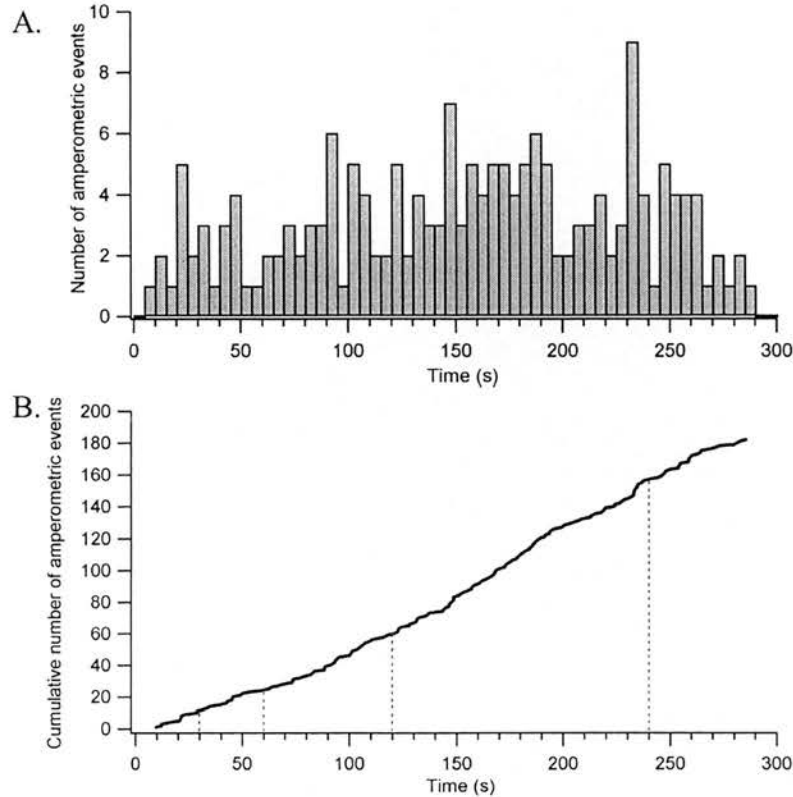 A.
Number of amperometric events
10
8
6
4
2
0
0 50 100 150 200 250 300
Time (s)
B.
Cumulative number of amperometric events
200
180
160
140
120
100
80
60
40
20
0
0 50 100 150 200 250 300
Time (s)